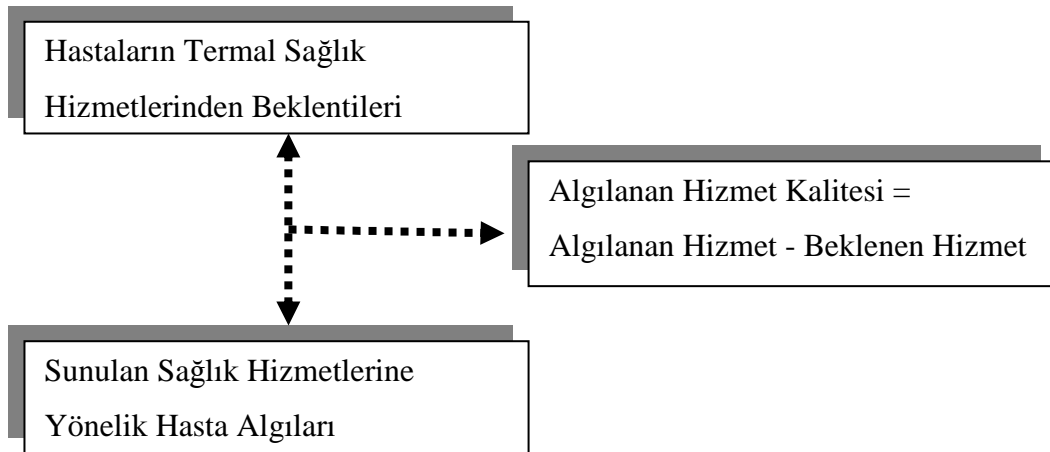 Hastaların Termal Sağlık
Hizmetlerinden Beklentileri
Algılanan Hizmet Kalitesi =
Algılanan Hizmet - Beklenen Hizmet
Sunulan Sağlık Hizmetlerine
Yönelik Hasta Algıları